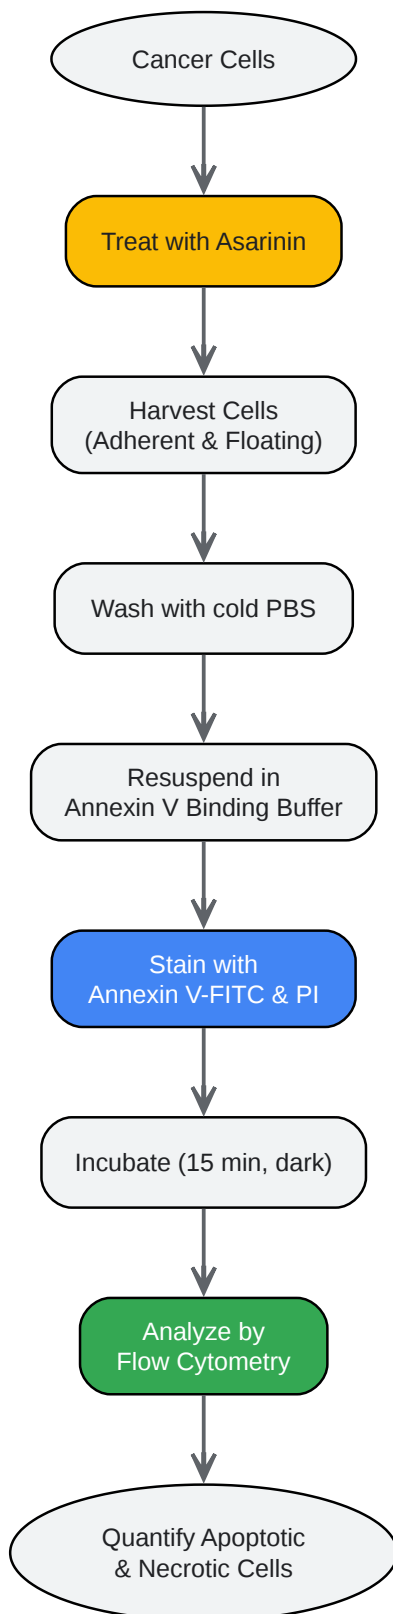 Cancer Cells
Treat with Asarinin
Harvest Cells
(Adherent & Floating)
Wash with cold PBS
Resuspend in
Annexin V Binding Buffer
Stain with
Annexin V-FITC & PI
Incubate (15 min, dark)
Analyze by
Flow Cytometry
Quantify Apoptotic
& Necrotic Cells